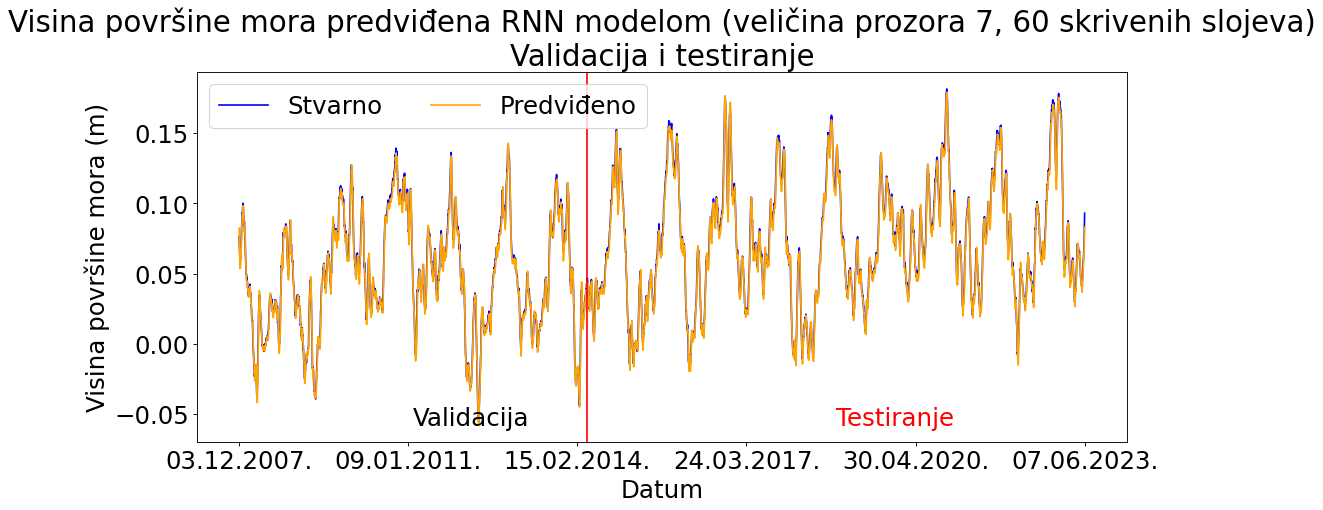 Visina površine mora predviđena RNN modelom (veličina prozora 7, 60 skrivenih slojeva)
Validacija i testiranje
Stvarno
Predviđeno
Visina površine mora (m)
0.15
0.10
0.05
0.00
−0.05
Validacija
Testiranje
03.12.2007.
09.01.2011.
15.02.2014.
24.03.2017.
30.04.2020.
07.06.2023.
Datum